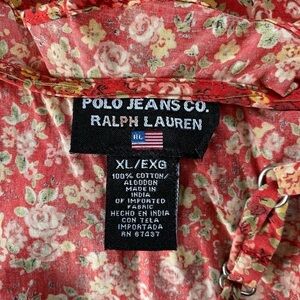 POLO JEANS CO.
RALPH LAUREN
RL
XL/EXG
100% COTTON/
ALGODON
MADE IN
INDIA
OF IMPORTED
FABRIC
HECHO EN INDIA
CON TELA
IMPORTADA
RN 67437